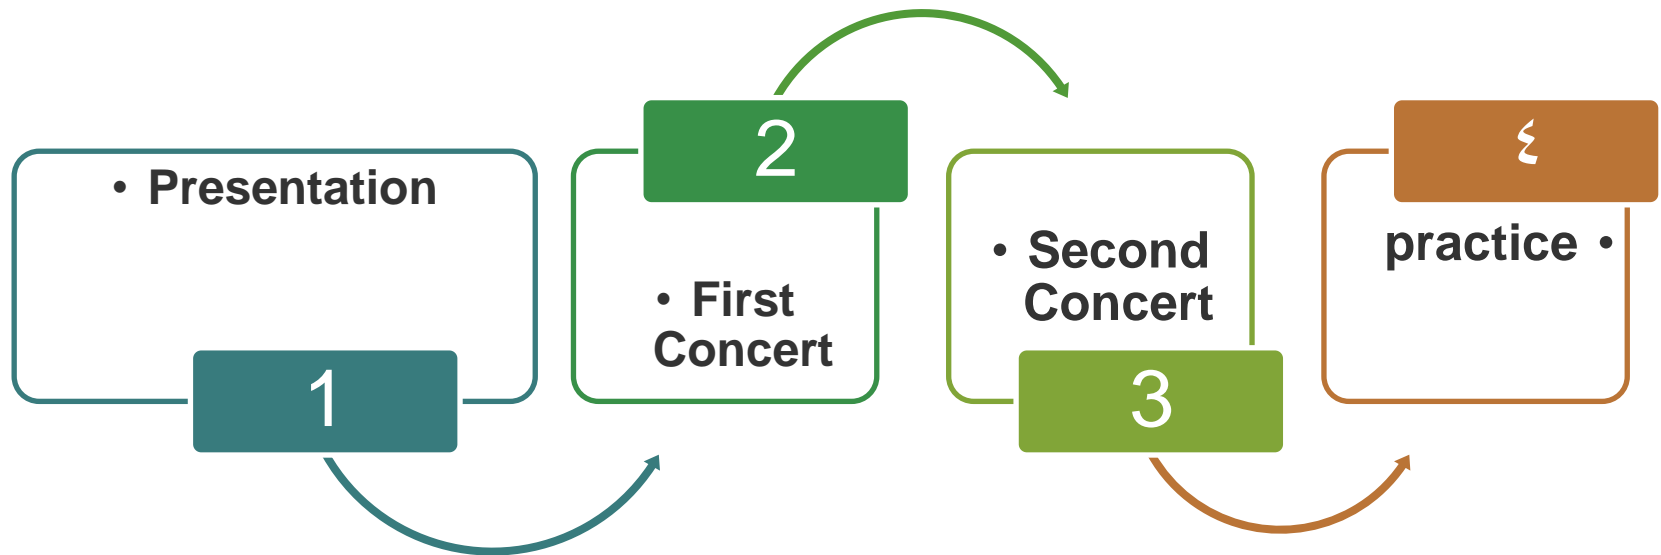 • Presentation
1
2
• First
Concert
• Second
Concert
3
٤
practice •